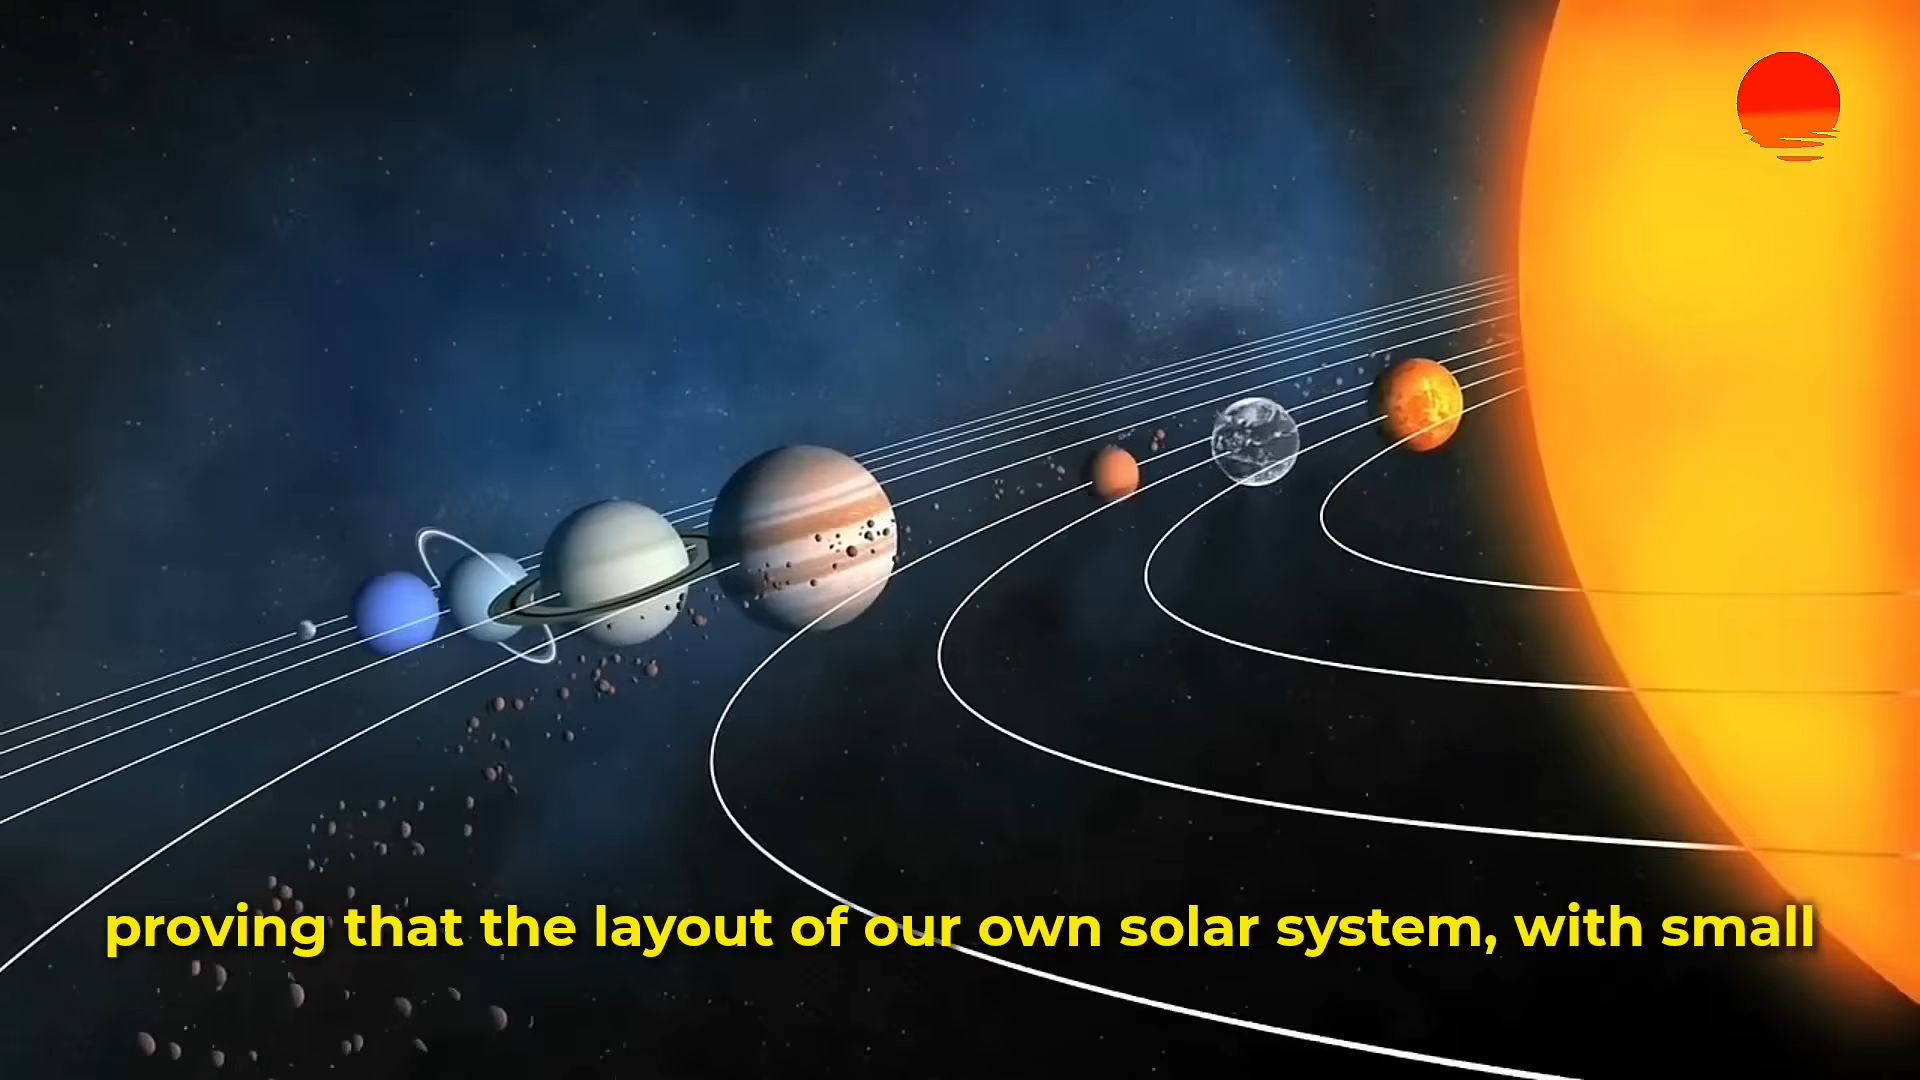 proving that the layout of our own solar system, with small